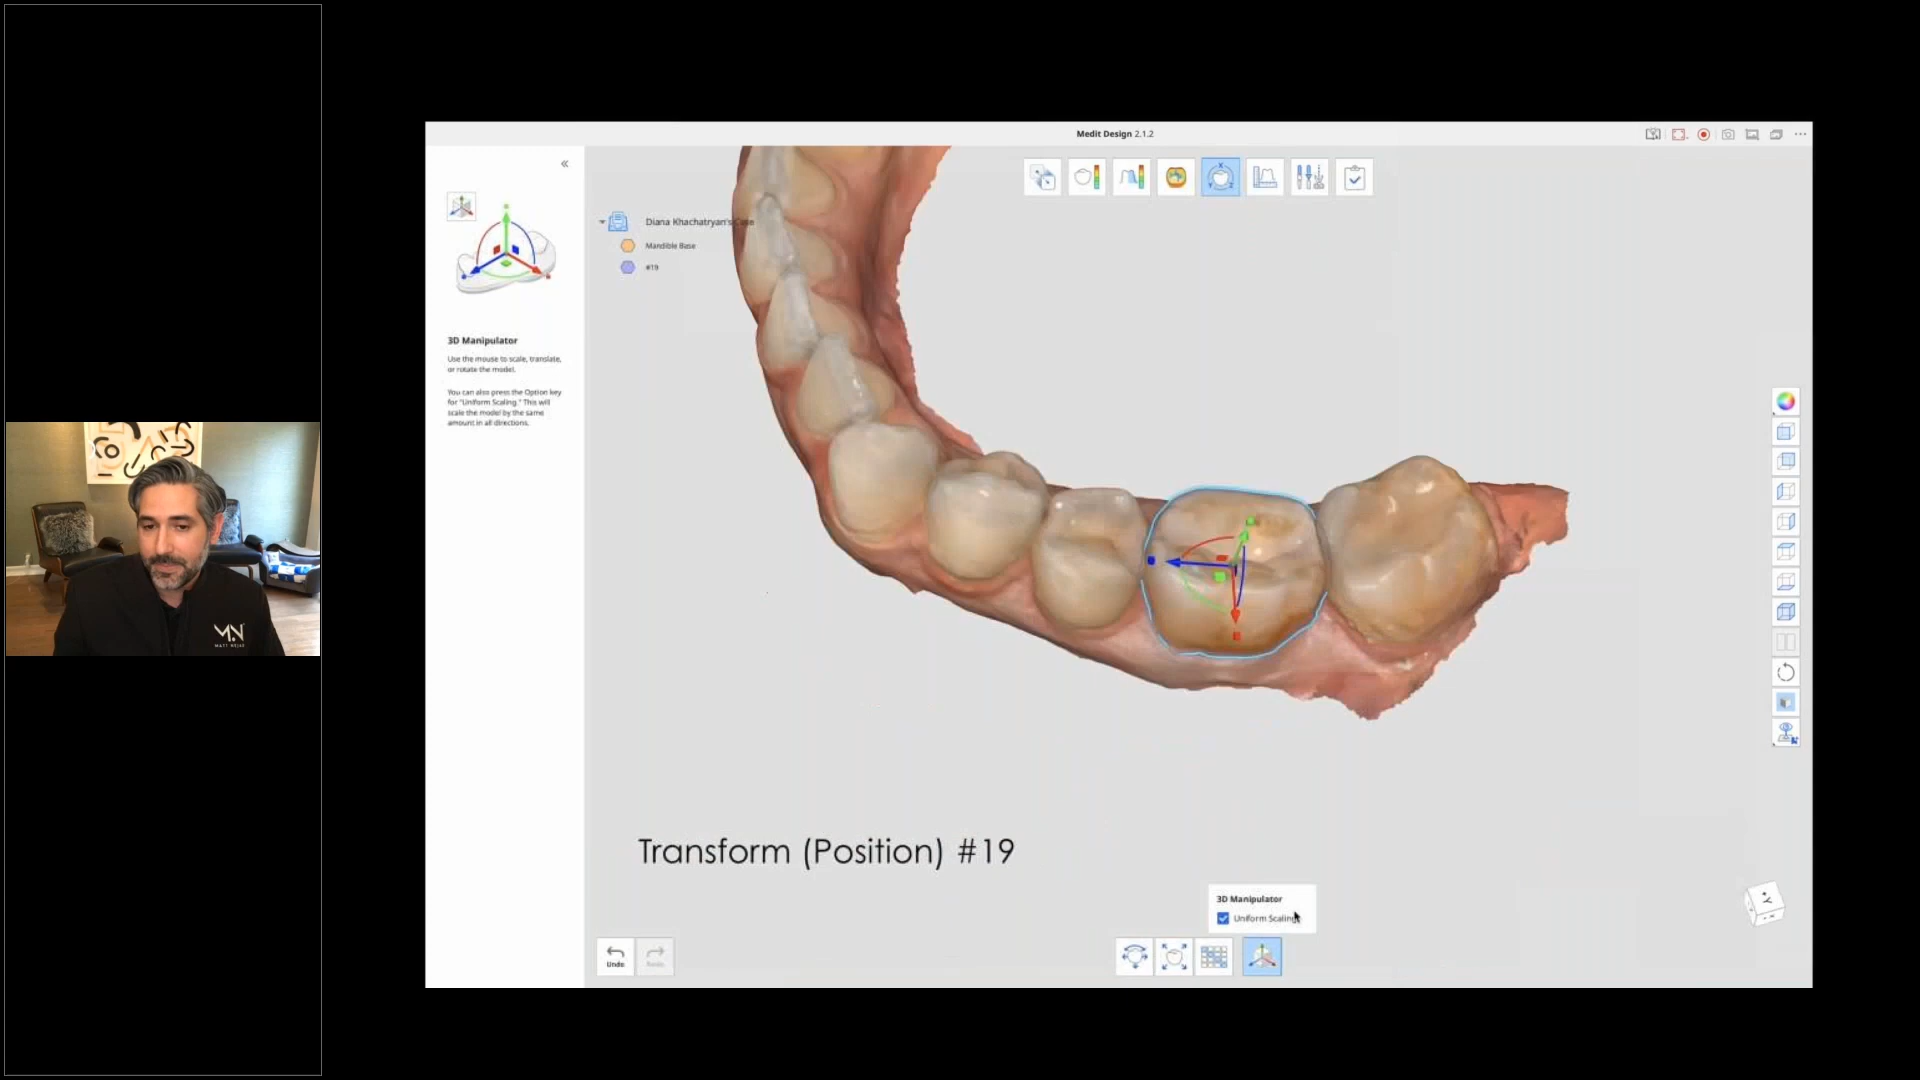 Medit Design 2.1.2
Diana Khachatryan's Case
Mandible Base
#19
3D Manipulator
Use the mouse to scale, translate,
or rotate the model.
You can also press the Option key
for "Uniform Scaling." This will
scale the model by the same
amount in all directions.
Transform (Position) #19
3D Manipulator
Uniform Scaling
Undo
Redo
MN